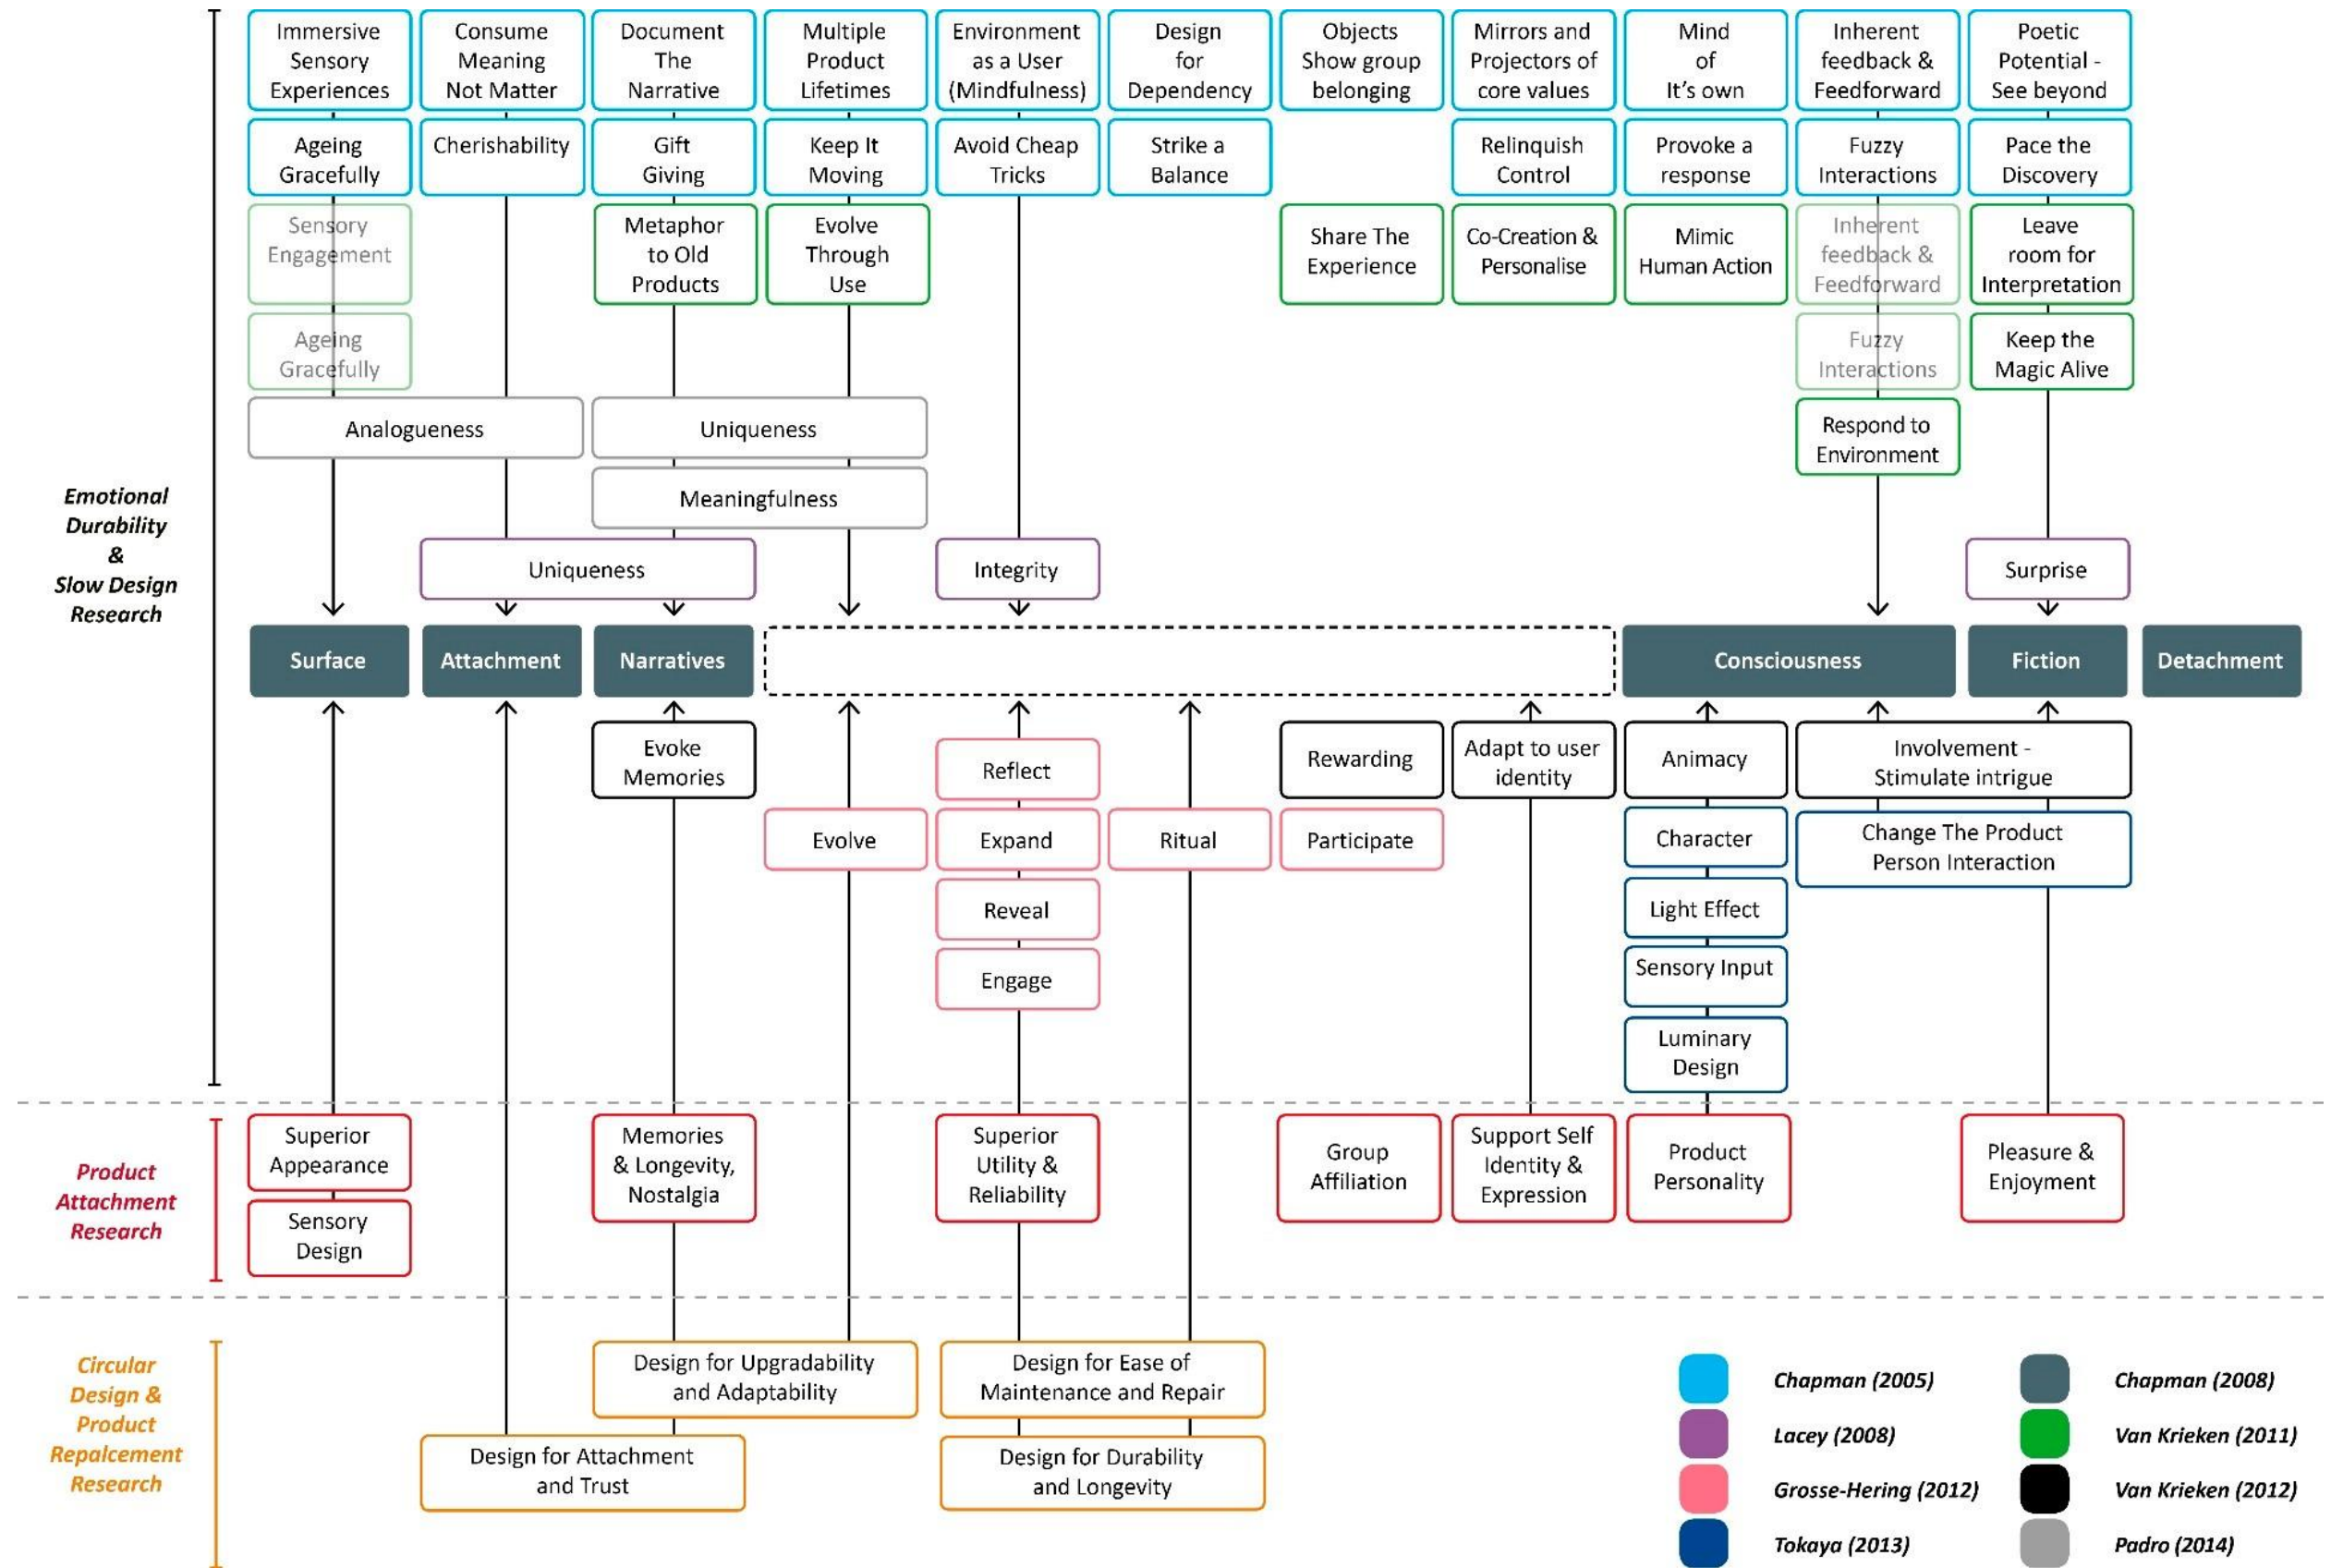 Immersive
Sensory
Experiences
Consume
Meaning
Not Matter
Document
The
Narrative
Multiple
Product
Lifetimes
Environment
as a User
(Mindfulness)
Design
for
Dependency
Objects
Show group
belonging
Mirrors and
Projectors of
core values
Mind
of
It's own
Inherent
feedback &
Feedforward
Poetic
Potential -
See beyond
Ageing
Gracefully
Cherishability
Gift
Giving
Keep It
Moving
Avoid Cheap
Tricks
Strike a
Balance
Relinquish
Control
Provoke a
response
Fuzzy
Interactions
Pace the
Discovery
Sensory
Engagement
Metaphor
to Old
Products
Evolve
Through
Use
Share The
Experience
Co-Creation &
Personalise
Mimic
Human Action
Inherent
feedback &
Feedforward
Leave
room for
Interpretation
Ageing
Gracefully
Fuzzy
Interactions
Keep the
Magic Alive
Analogueness
Uniqueness
Respond to
Environment
Meaningfulness
Emotional
Durability
&
Slow Design
Research
Uniqueness
Integrity
Surprise
Surface
Attachment
Narratives
Consciousness
Fiction
Detachment
Evoke
Memories
Reflect
Rewarding
Adapt to user
identity
Animacy
Involvement -
Stimulate intrigue
Evolve
Expand
Ritual
Participate
Character
Change The Product
Person Interaction
Reveal
Light Effect
Engage
Sensory Input
Luminary
Design
Product
Attachment
Research
Superior
Appearance
Memories
& Longevity,
Nostalgia
Superior
Utility &
Reliability
Group
Affiliation
Support Self
Identity &
Expression
Product
Personality
Pleasure &
Enjoyment
Sensory
Design
Circular
Design &
Product
Repalcement
Research
Design for Upgradability
and Adaptability
Design for Ease of
Maintenance and Repair
Design for Attachment
and Trust
Design for Durability
and Longevity
Chapman (2005)
Chapman (2008)
Lacey (2008)
Van Krieken (2011)
Grosse-Hering (2012)
Van Krieken (2012)
Tokaya (2013)
Padro (2014)